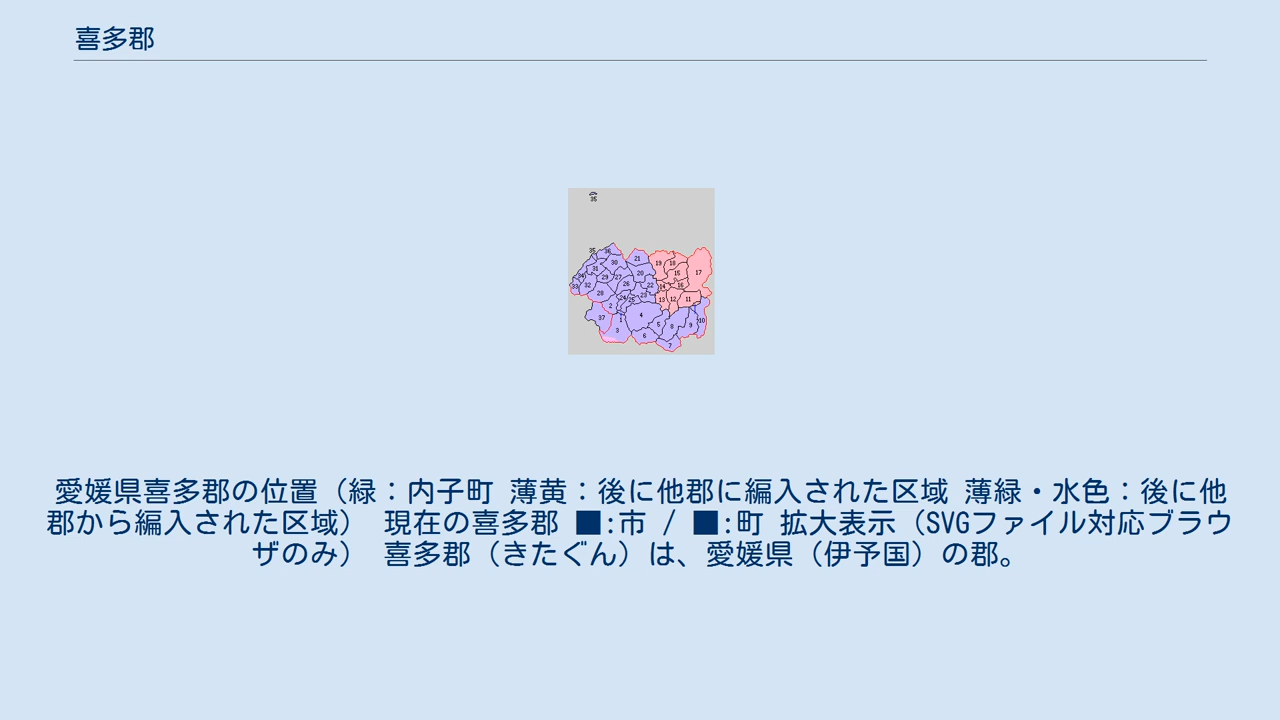 喜多郡
愛媛県喜多郡の位置（緑：内子町 薄黄：後に他郡に編入された区域 薄緑・水色：後に他
郡から編入された区域） 現在の喜多郡 ■:市 / ■:町 拡大表示（SVGファイル対応ブラウ
ザのみ） 喜多郡（きたぐん）は、愛媛県（伊予国）の郡。